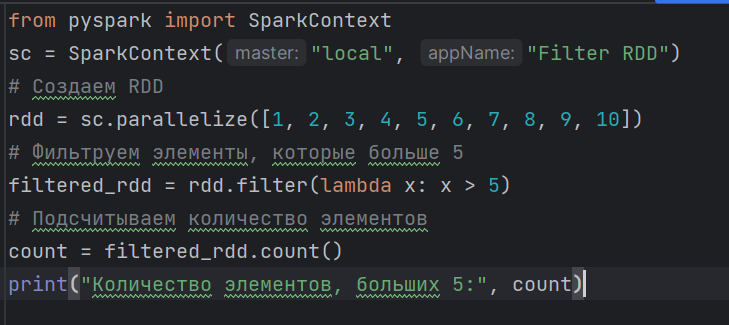 from pyspark import SparkContext
sc = SparkContext( master: "local", appName: "Filter RDD")
# Создаем RDD
rdd = sc.parallelize([1, 2, 3, 4, 5, 6, 7, 8, 9, 10])
# Фильтруем элементы, которые больше 5
filtered_rdd = rdd.filter(lambda x: x > 5)
# Подсчитываем количество элементов
count = filtered_rdd.count()
print("Количество элементов, больших 5:", count)